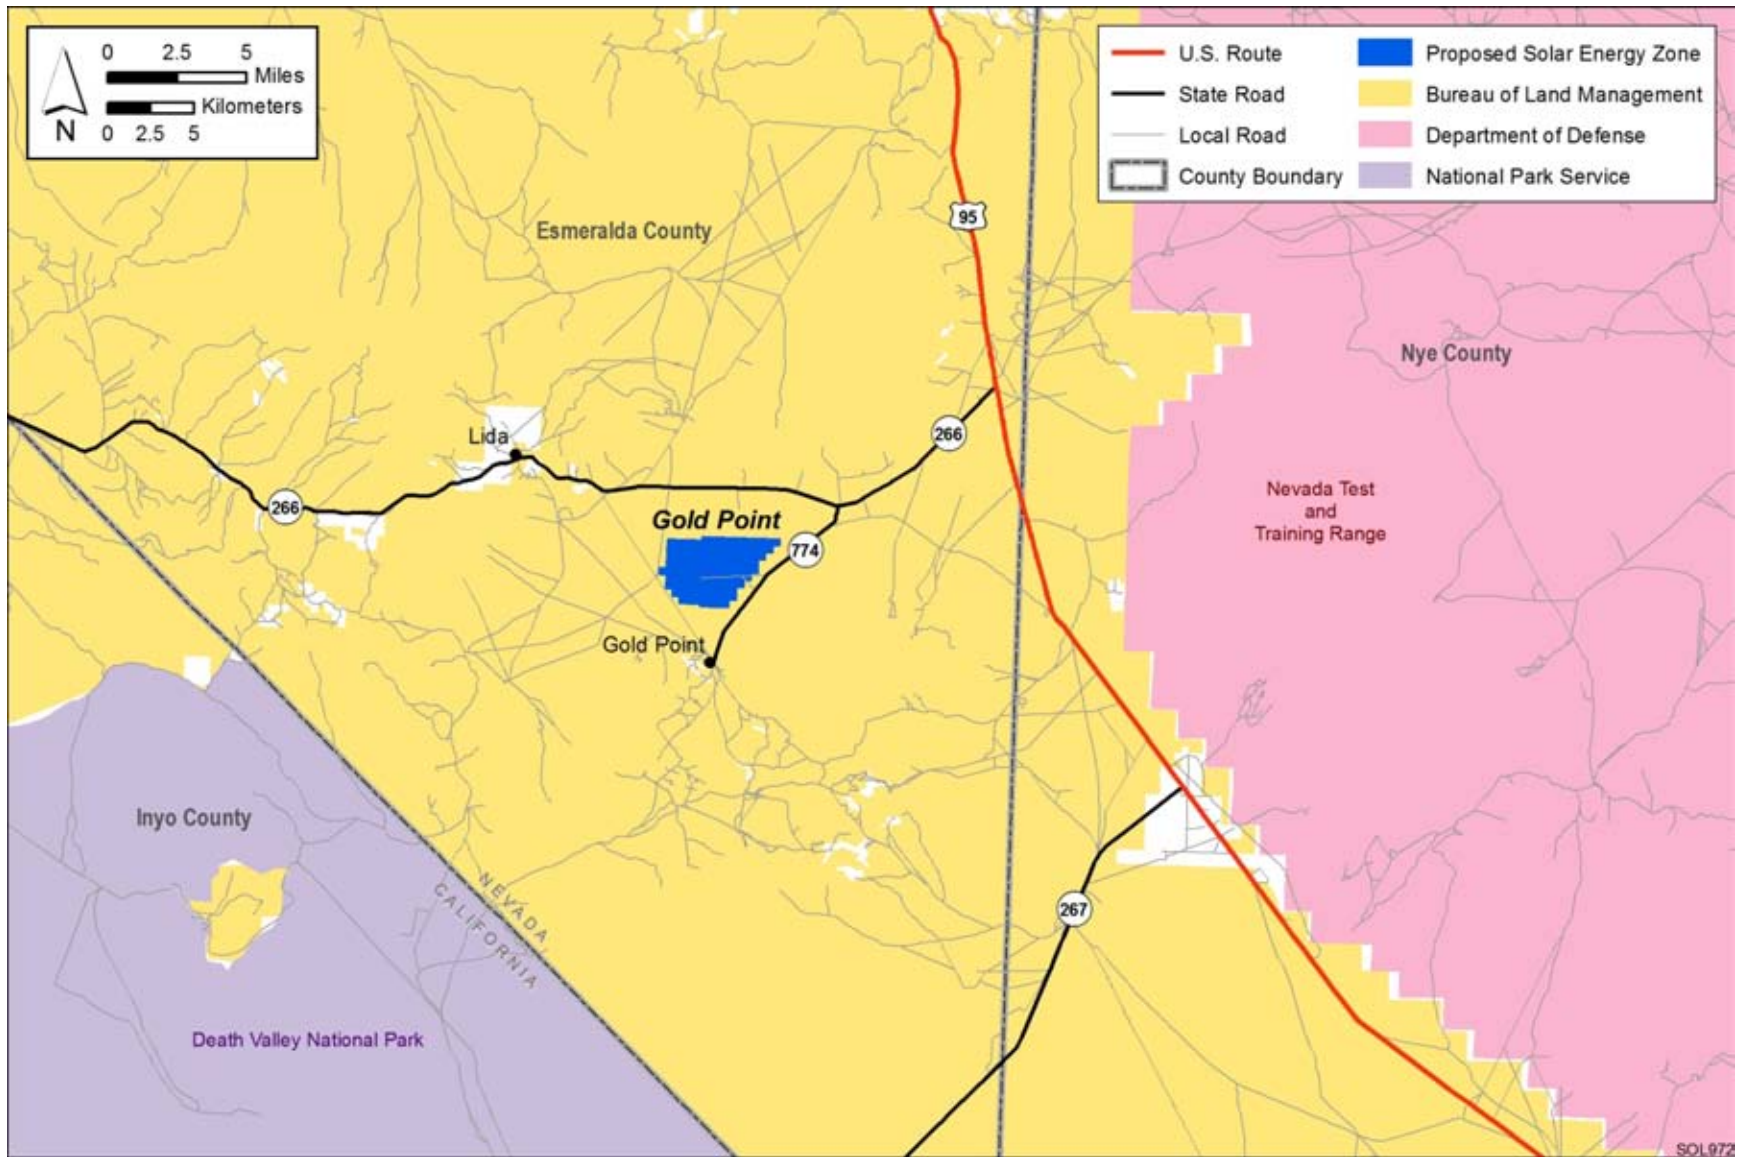 0 2.5 5
Miles
Kilometers
0 2.5 5
N
U.S. Route
State Road
Local Road
County Boundary
Proposed Solar Energy Zone
Bureau of Land Management
Department of Defense
National Park Service
95
Esmeralda County
Nye County
266
Lida
266
Nevada Test
and
Training Range
Gold Point
774
Gold Point
Inyo County
NEVADA
CALIFORNIA
267
Death Valley National Park
SOL972